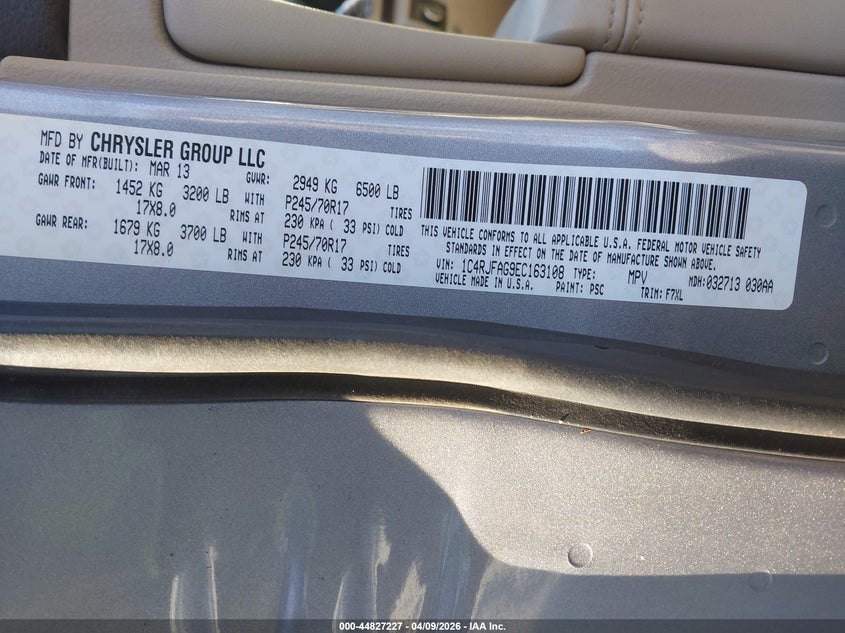 MFD BY CHRYSLER GROUP LLC
DATE OF MFR(BUILT): MAR 13 GVWR: 2949 KG 6500 LB
GAWR FRONT: 1452 KG 3200 LB WITH P245/70R17 TIRES
17X8.0 RIMS AT 230 KPA ( 33 PSI) COLD
GAWR REAR: 1679 KG 3700 LB WITH P245/70R17 TIRES
17X8.0 RIMS AT 230 KPA ( 33 PSI) COLD
THIS VEHICLE CONFORMS TO ALL APPLICABLE U.S.A. FEDERAL MOTOR VEHICLE SAFETY
STANDARDS IN EFFECT ON THE DATE OF MANUFACTURE SHOWN ABOVE.
VIN: 1C4RJFAG9EC163108 TYPE: MPV MDH:032713 030AA
VEHICLE MADE IN U.S.A. PAINT: PSC TRIM: F7XL
000-44827227 - 04/09/2026 - IAA Inc.